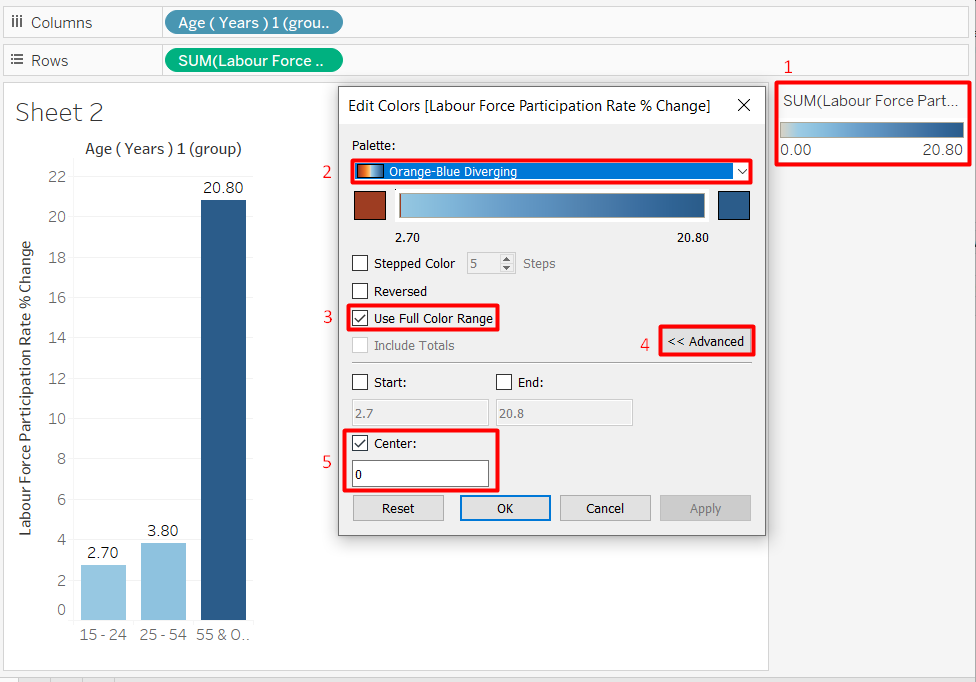 Columns
Age ( Years ) 1 (grou..
Rows
SUM(Labour Force ..
1
SUM(Labour Force Part...
0.00 20.80
Sheet 2
Age ( Years ) 1 (group)
Labour Force Participation Rate % Change
22
20
18
16
14
12
10
8
6
4
2
0
20.80
3.80
2.70
15 - 24 25 - 54 55 & O..
Edit Colors [Labour Force Participation Rate % Change]
Palette:
2
Orange-Blue Diverging
2.70 20.80
Stepped Color 5 Steps
Reversed
3
Use Full Color Range
Include Totals
4
<< Advanced
Start: End:
2.7 20.8
5
Center:
0
Reset OK Cancel Apply